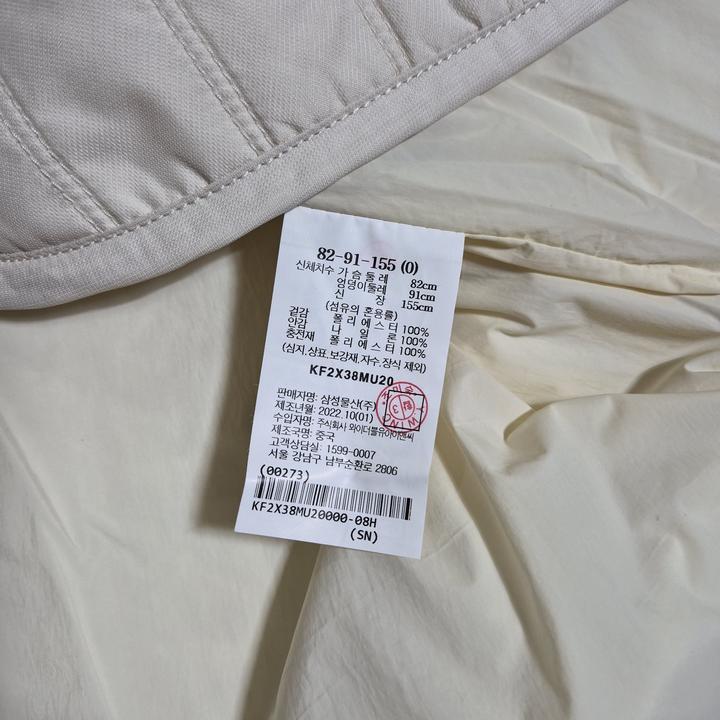 82-91-155 (0)
신체치수 가 슴 둘 레 82cm
엉덩이둘레 91cm
신 장 155cm
(섬유의 혼용률)
겉감 폴 리 에 스 터 100%
안감 나 일 론 100%
충전재 폴 리 에 스 터 100%
(심지.상표.보강재.자수.장식 제외)
KF2X38MU20
판매자명: 삼성물산(주)
제조년월: 2022.10(01)
수입자명: 주식회사 와이더블유아이앤씨
제조국명: 중국
고객상담실: 1599-0007
서울 강남구 남부순환로 2806
(00273)
KF2X38MU20000-08H
(SN)